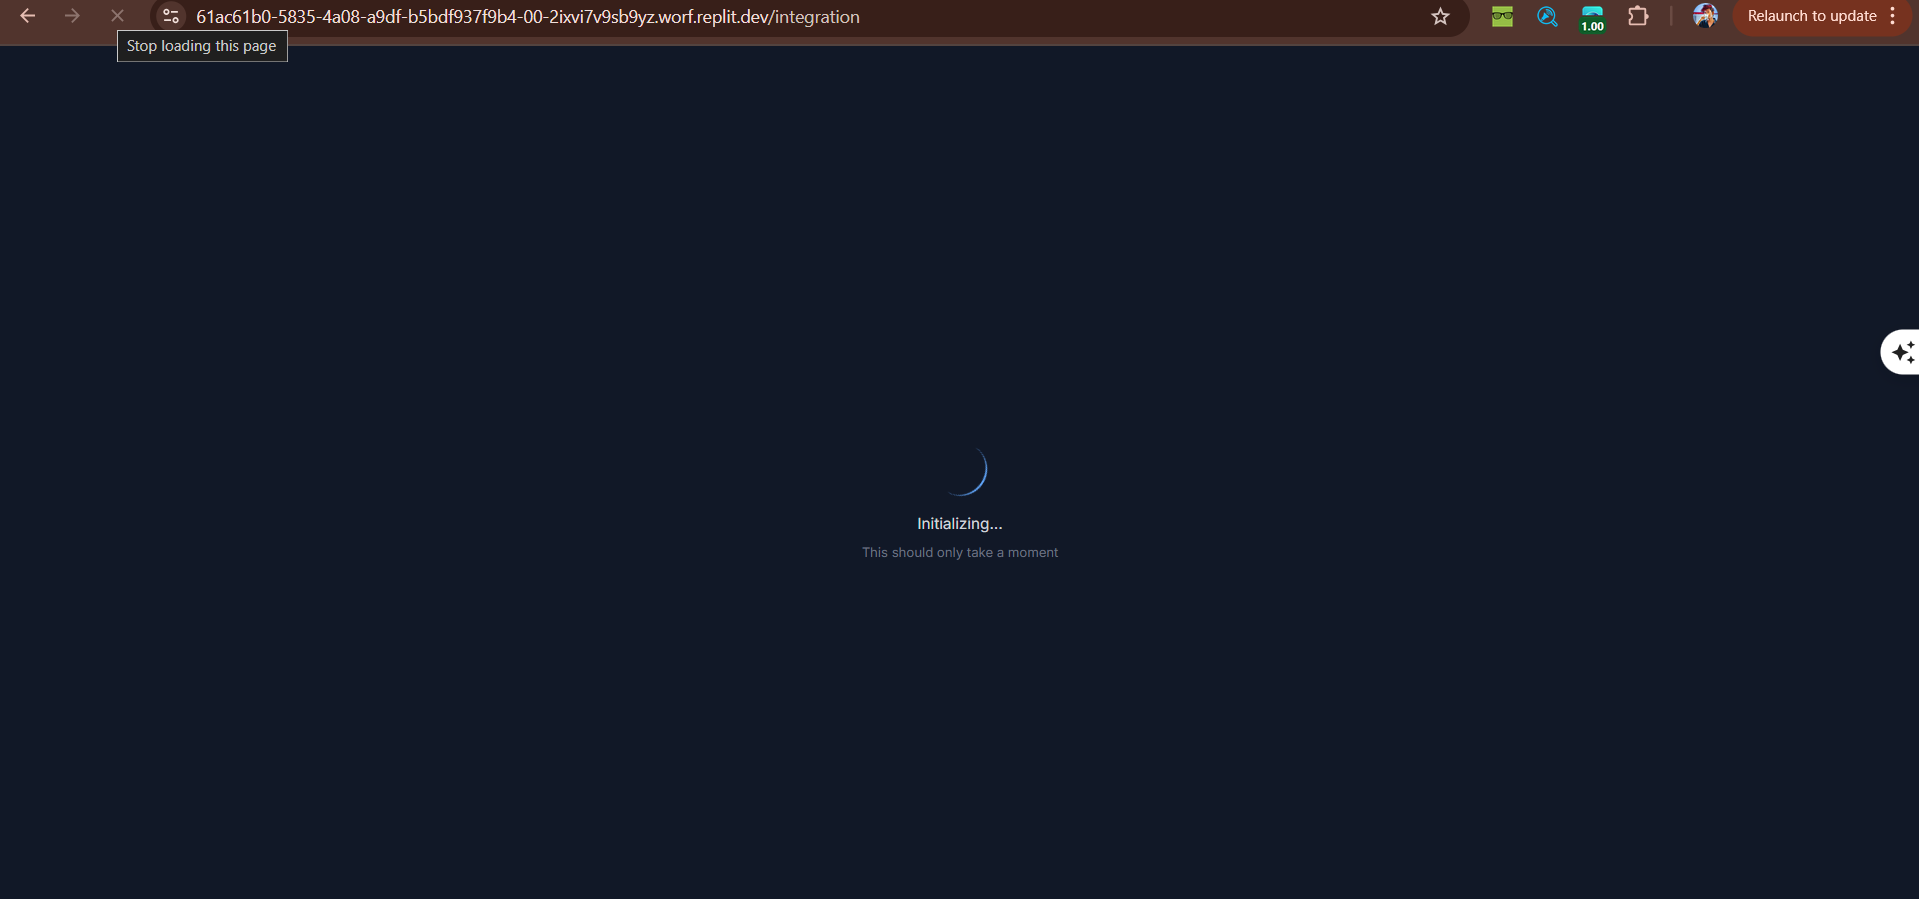 61ac61b0-5835-4a08-a9df-b5bdf937f9b4-00-2ixvi7v9sb9yz.worf.replit.dev/integration
1.00
Relaunch to update
Stop loading this page
Initializing...
This should only take a moment